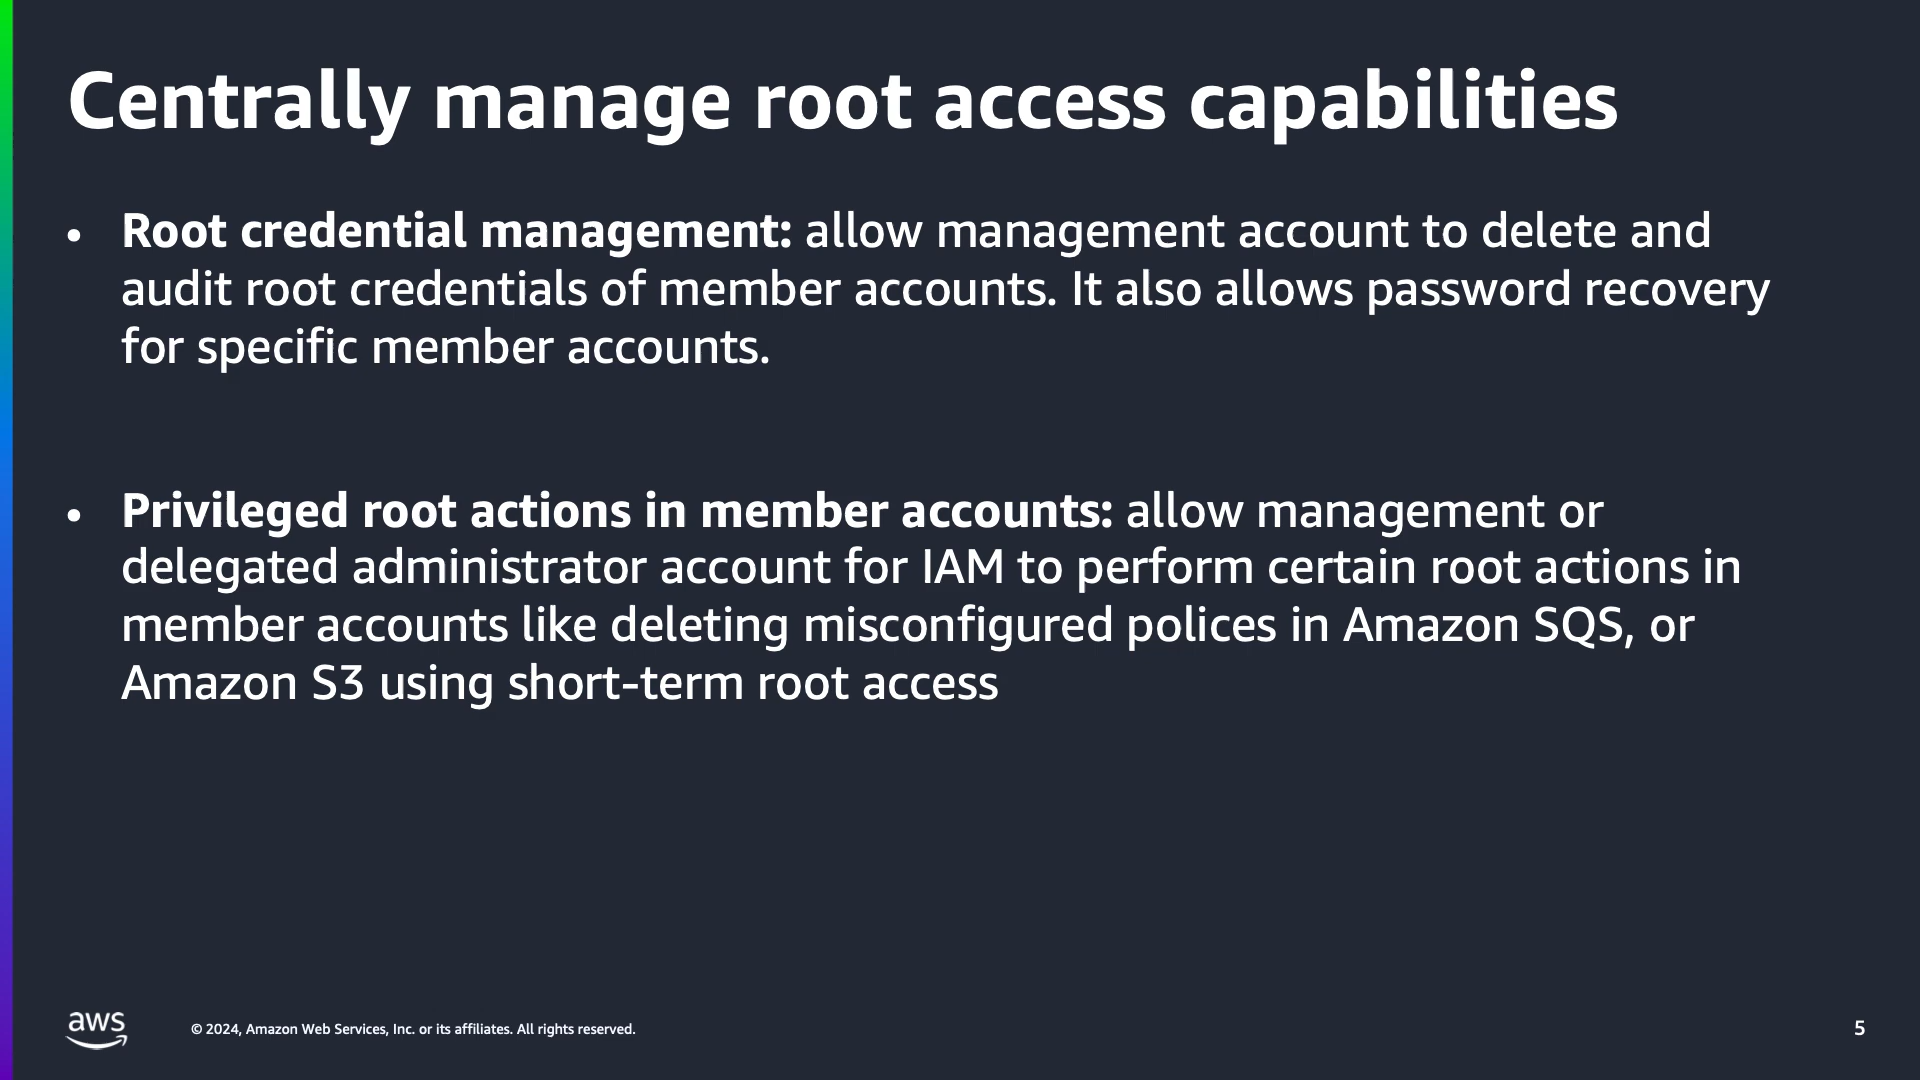 Centrally manage root access capabilities
• Root credential management: allow management account to delete and
audit root credentials of member accounts. It also allows password recovery
for specific member accounts.
• Privileged root actions in member accounts: allow management or
delegated administrator account for IAM to perform certain root actions in
member accounts like deleting misconfigured polices in Amazon SQS, or
Amazon S3 using short-term root access
aws
© 2024, Amazon Web Services, Inc. or its affiliates. All rights reserved.
5